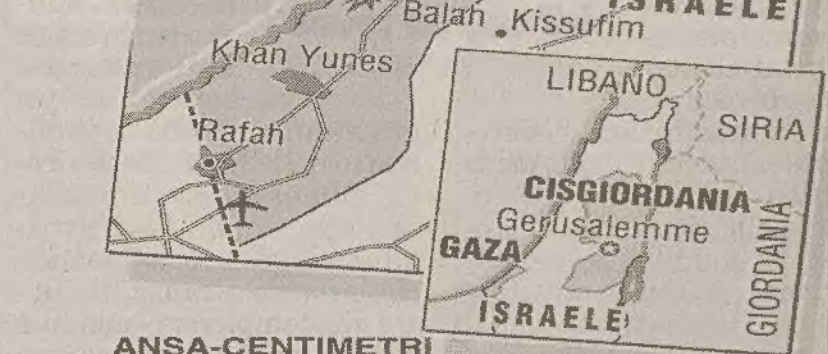 ISRAELE
Balah
Kissufim
Khan Yunes
Rafah
LIBANO
SIRIA
CISGIORDANIA
Gerusalemme
GAZA
GIORDANIA
ISRAELE
ANSA-CENTIMETRI